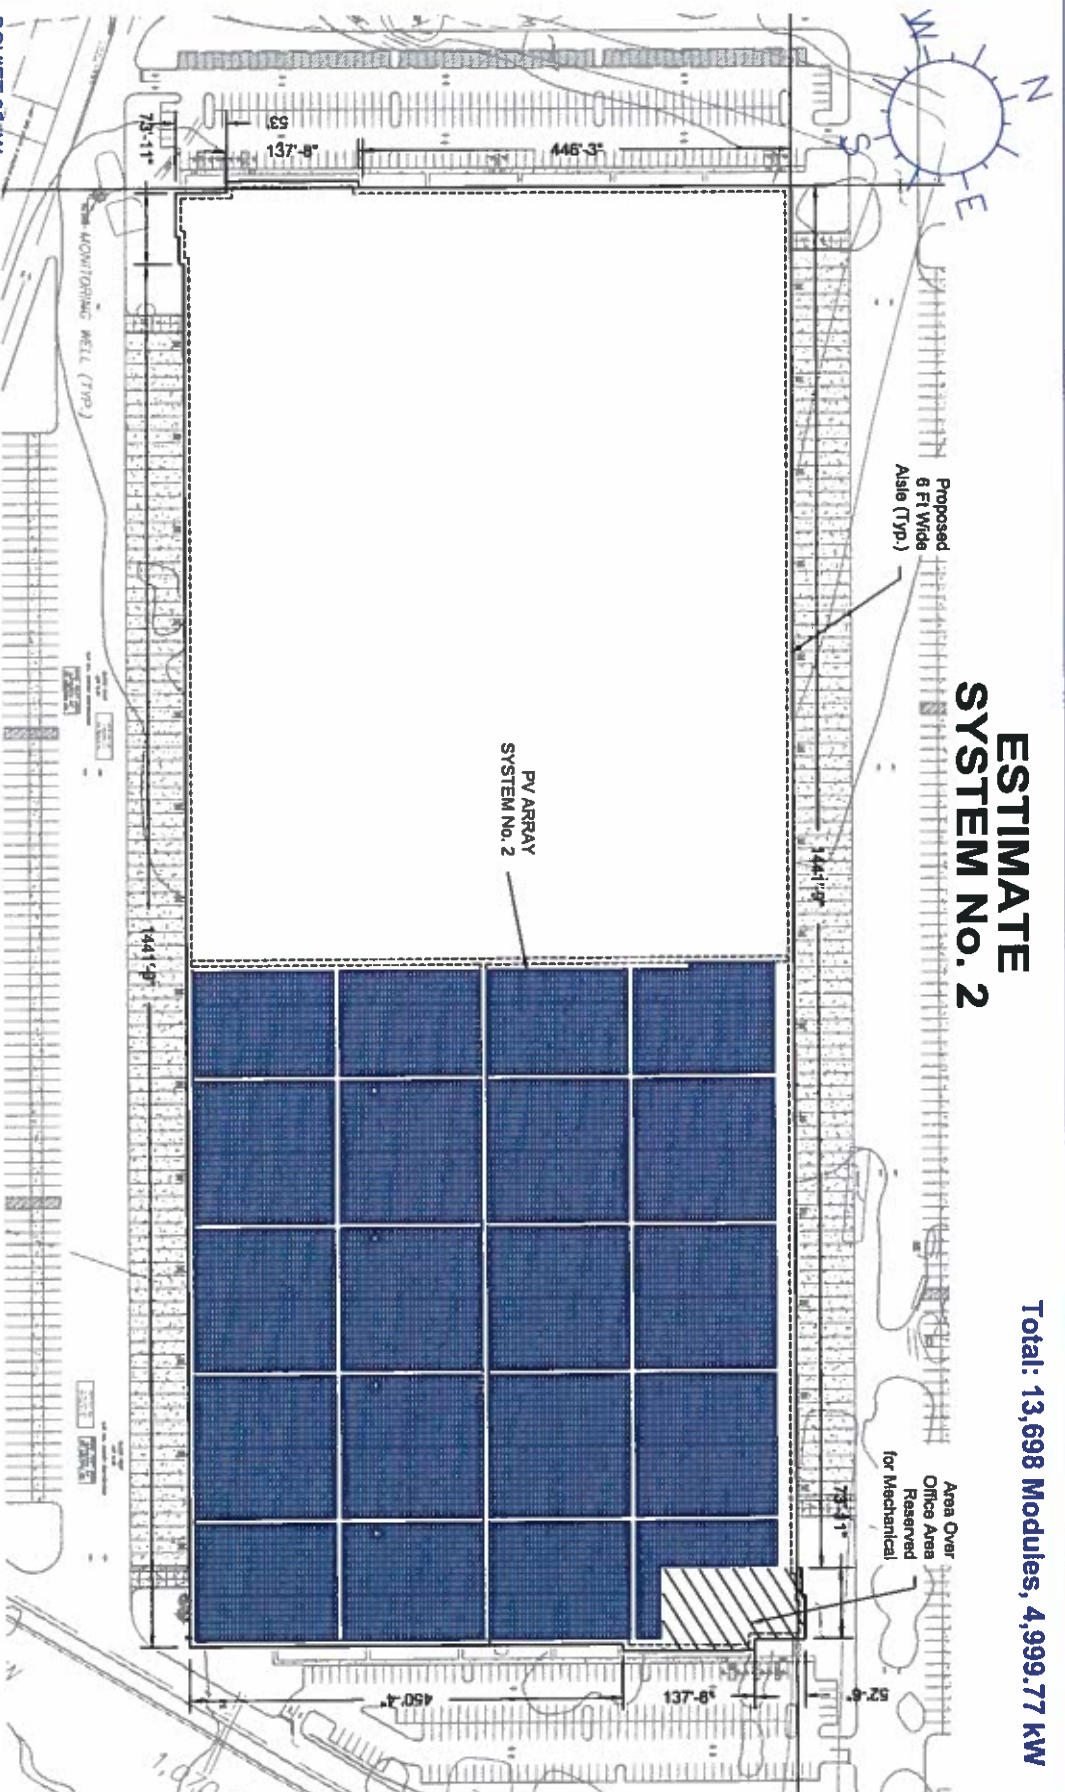 ESTIMATE
SYSTEM No. 2
Total: 13,698 Modules, 4,999.77 kW
N
W
S
E
Proposed
6 Ft Wide
Aisle (Typ.)
PV ARRAY
SYSTEM No. 2
Area Over
Office Area
Reserved
for Mechanical
73'-11"
53'
137'-8"
446'-3"
1441'-9"
1441'-9"
73'-11"
450'-4"
137'-8"
52'-6"
MONITORING WELL (TYP)